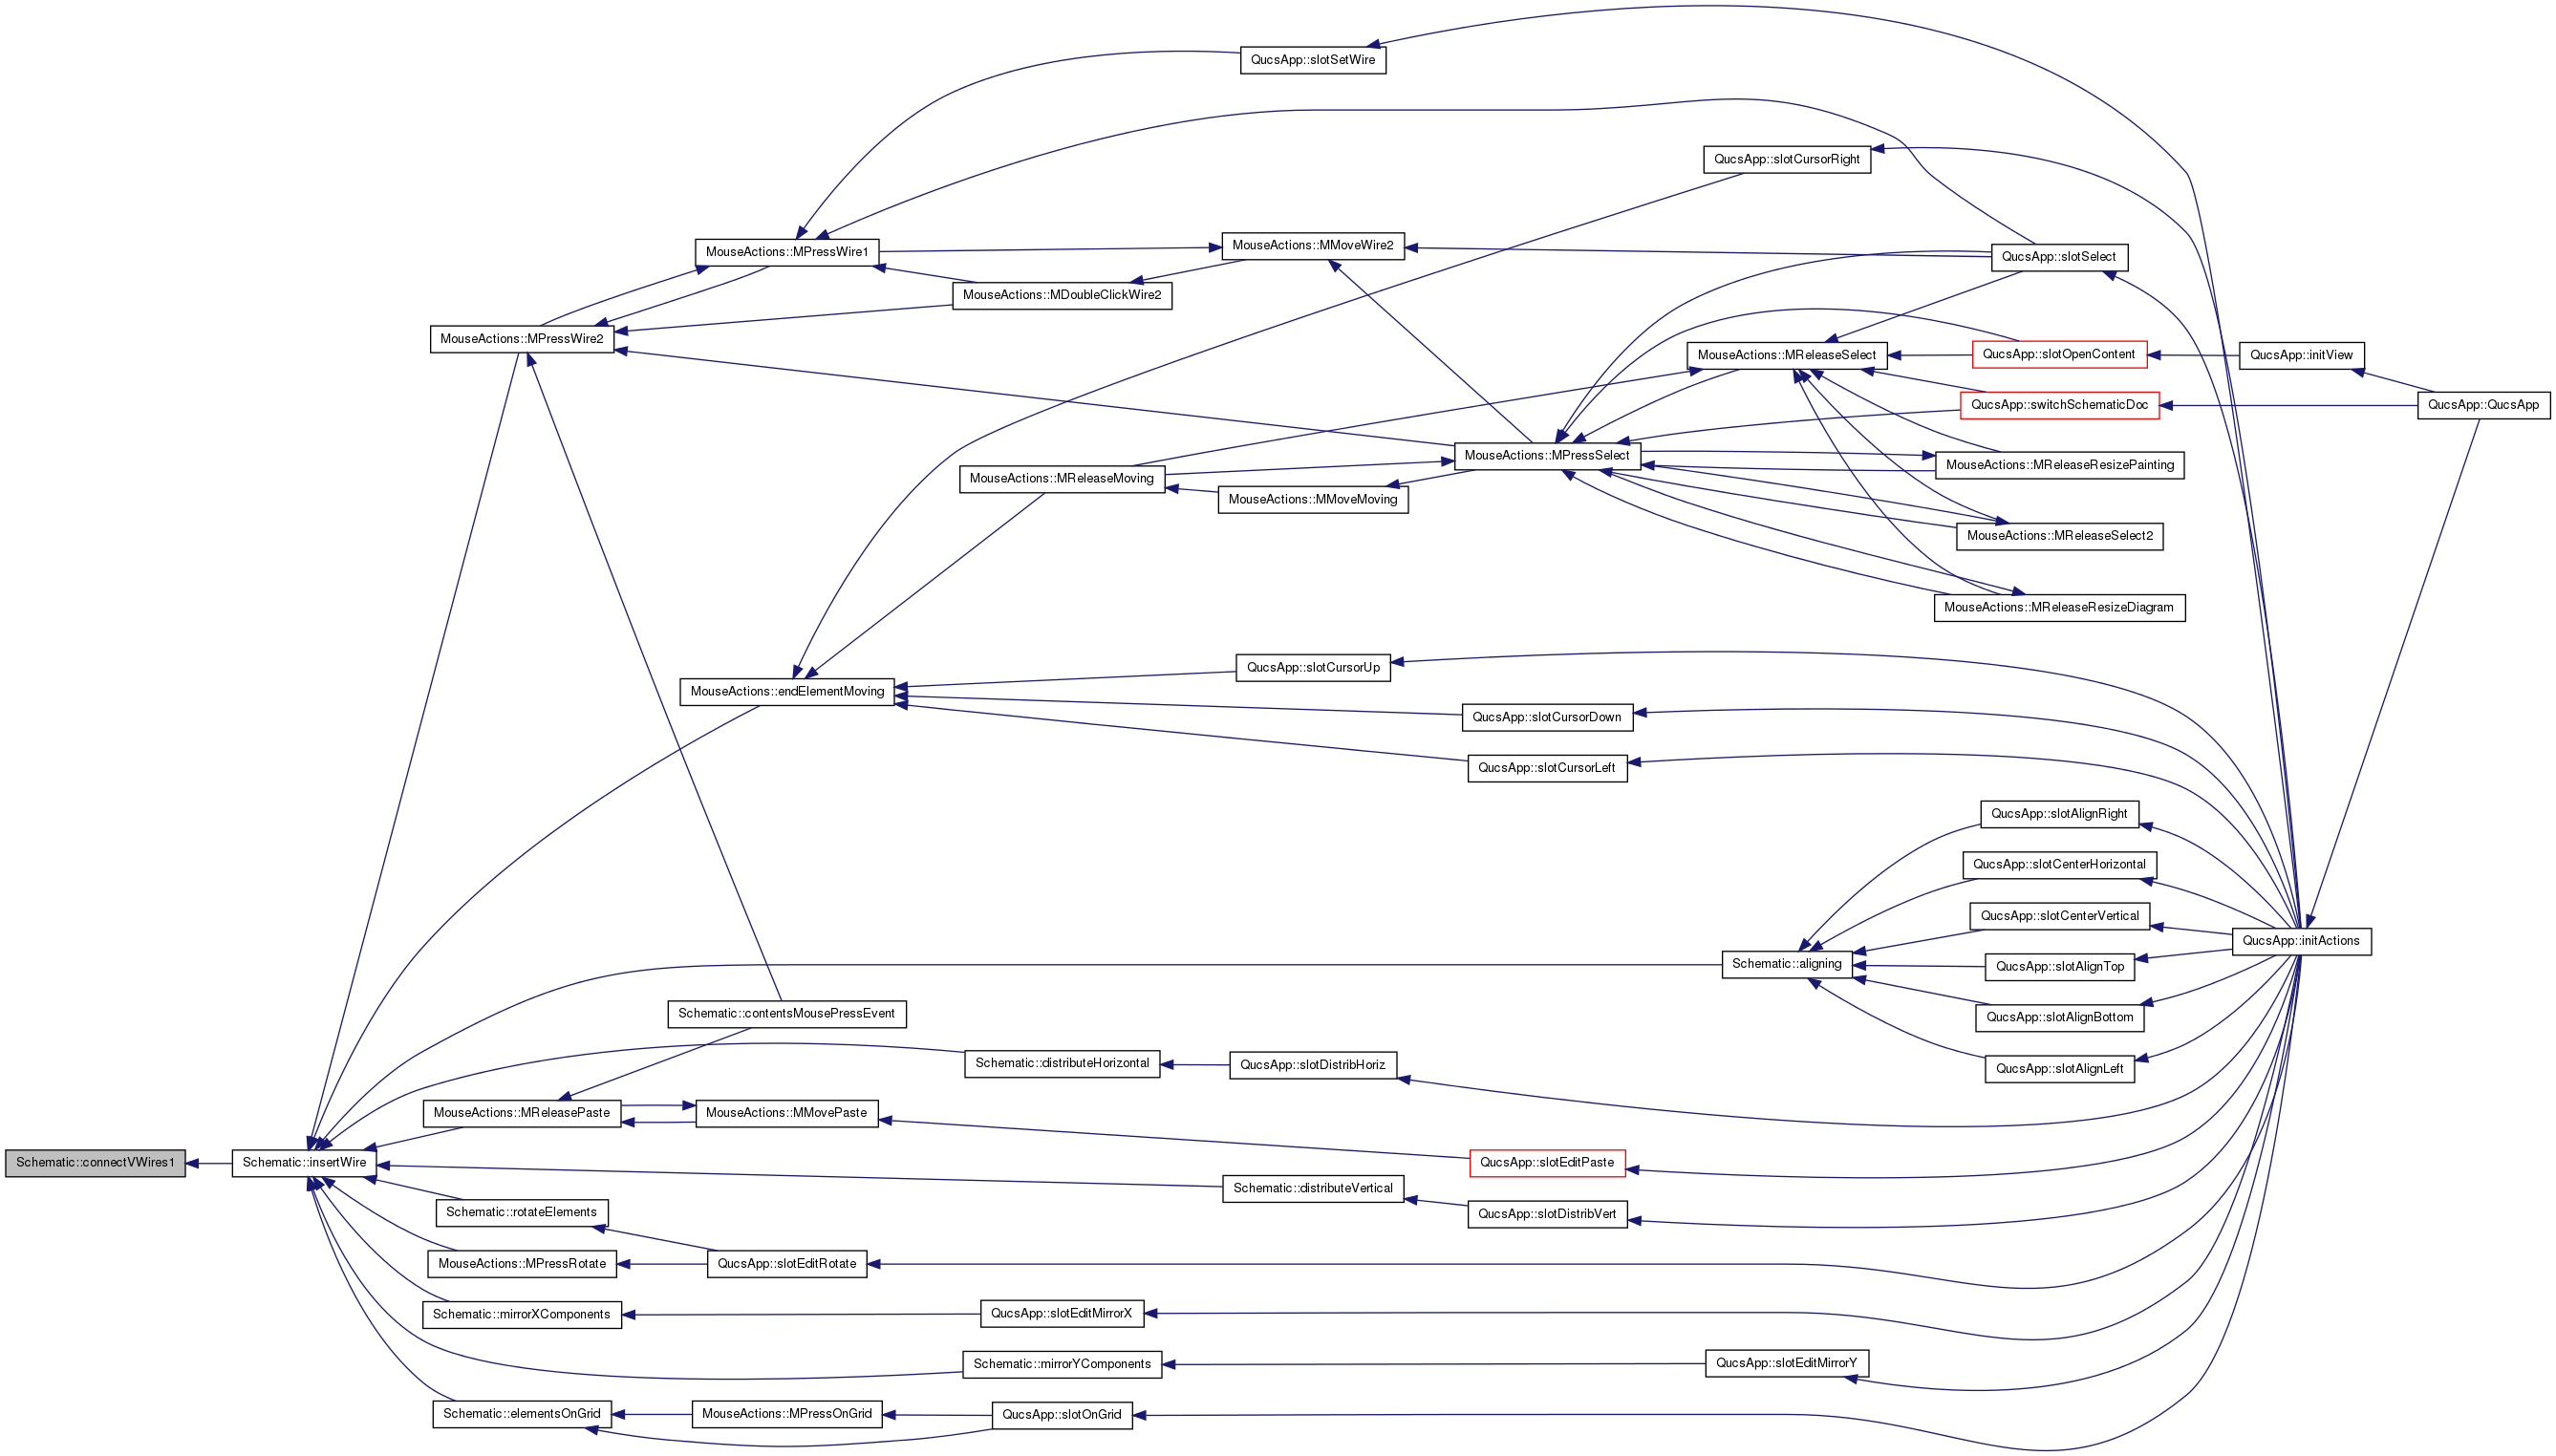 QucsApp::slotSetWire
QucsApp::slotCursorRight
MouseActions::MPressWire1
MouseActions::MMoveWire2
QucsApp::slotSelect
MouseActions::MDoubleClickWire2
MouseActions::MPressWire2
MouseActions::MReleaseSelect
QucsApp::slotOpenContent
QucsApp::initView
QucsApp::switchSchematicDoc
QucsApp::QucsApp
MouseActions::MPressSelect
MouseActions::MReleaseResizePainting
MouseActions::MReleaseMoving
MouseActions::MMoveMoving
MouseActions::MReleaseSelect2
MouseActions::MReleaseResizeDiagram
QucsApp::slotCursorUp
MouseActions::endElementMoving
QucsApp::slotCursorDown
QucsApp::slotCursorLeft
QucsApp::slotAlignRight
QucsApp::slotCenterHorizontal
QucsApp::slotCenterVertical
QucsApp::initActions
Schematic::aligning
QucsApp::slotAlignTop
Schematic::contentsMousePressEvent
QucsApp::slotAlignBottom
Schematic::distributeHorizontal
QucsApp::slotDistribHoriz
QucsApp::slotAlignLeft
MouseActions::MReleasePaste
MouseActions::MMovePaste
Schematic::connectVWires1
Schematic::insertWire
QucsApp::slotEditPaste
Schematic::distributeVertical
Schematic::rotateElements
QucsApp::slotDistribVert
MouseActions::MPressRotate
QucsApp::slotEditRotate
Schematic::mirrorXComponents
QucsApp::slotEditMirrorX
Schematic::mirrorYComponents
QucsApp::slotEditMirrorY
Schematic::elementsOnGrid
MouseActions::MPressOnGrid
QucsApp::slotOnGrid